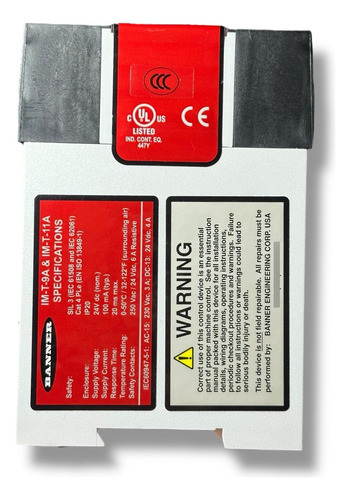 CCC
C UL US
LISTED
IND. CONT. EQ.
447Y
CE
BANNER
IM-T-9A & IM-T-11A
SPECIFICATIONS
Safety: SIL 3 (IEC 61508 and IEC 62061)
Cat 4 PLe (EN ISO 13849-1)
Enclosure: IP20
Supply Voltage: 24V dc (nom.)
Supply Current: 100 mA (typ.)
Response Time: 20 ms max.
Temperature Rating: 0-50°C \ 32-122°F (surrounding air)
Safety Contacts: 250 Vac / 24 Vdc, 6 A Resistive
IEC60947-5-1: AC-15: 230 Vac, 3 A; DC-13: 24 Vdc, 4 A
WARNING
Correct use of this control device is an essential
part of proper machine control. See the instruction
manual packed with this device for all installation
details, wiring diagrams, operating instructions,
periodic checkout procedures and warnings. Failure
to follow all instructions or warnings could lead to
serious bodily injury or death.
This device is not field repairable. All repairs must be
performed by: BANNER ENGINEERING CORP. USA